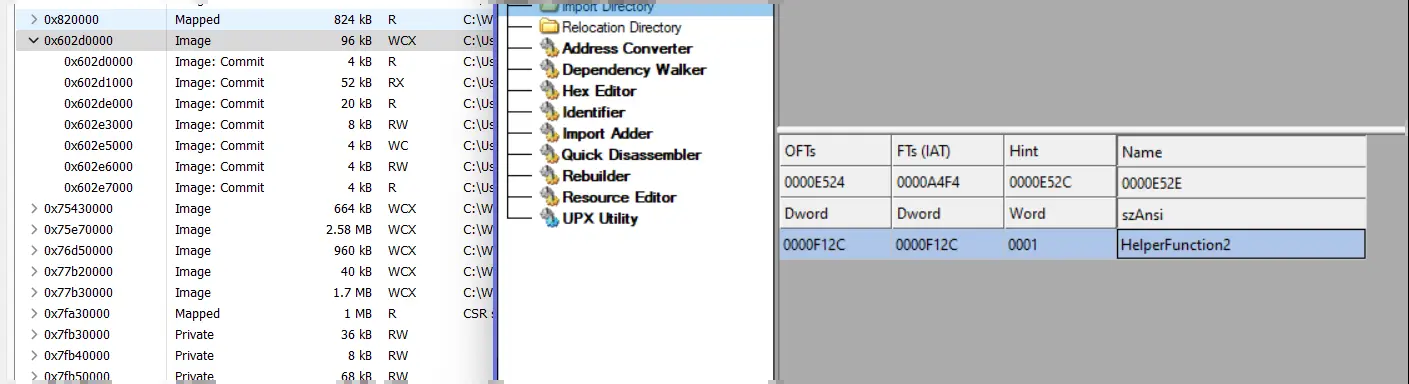 0x820000 Mapped 824 kB R C:\W
0x602d0000 Image 96 kB WCX C:\Us
0x602d0000 Image: Commit 4 kB R C:\Us
0x602d1000 Image: Commit 52 kB RX C:\Us
0x602de000 Image: Commit 20 kB R C:\Us
0x602e3000 Image: Commit 8 kB RW C:\Us
0x602e5000 Image: Commit 4 kB WC C:\Us
0x602e6000 Image: Commit 4 kB RW C:\Us
0x602e7000 Image: Commit 4 kB R C:\Us
0x75430000 Image 664 kB WCX C:\W
0x75e70000 Image 2.58 MB WCX C:\W
0x76d50000 Image 960 kB WCX C:\W
0x77b20000 Image 40 kB WCX C:\W
0x77b30000 Image 1.7 MB WCX C:\W
0x7fa30000 Mapped 1 MB R CSR s
0x7fb30000 Private 36 kB RW
0x7fb40000 Private 8 kB RW
0x7fb50000 Private 68 kB RW
Import Directory
Relocation Directory
Address Converter
Dependency Walker
Hex Editor
Identifier
Import Adder
Quick Disassembler
Rebuilder
Resource Editor
UPX Utility
OFTs FTs (IAT) Hint Name
0000E524 0000A4F4 0000E52C 0000E52E
Dword Dword Word szAnsi
0000F12C 0000F12C 0001 HelperFunction2